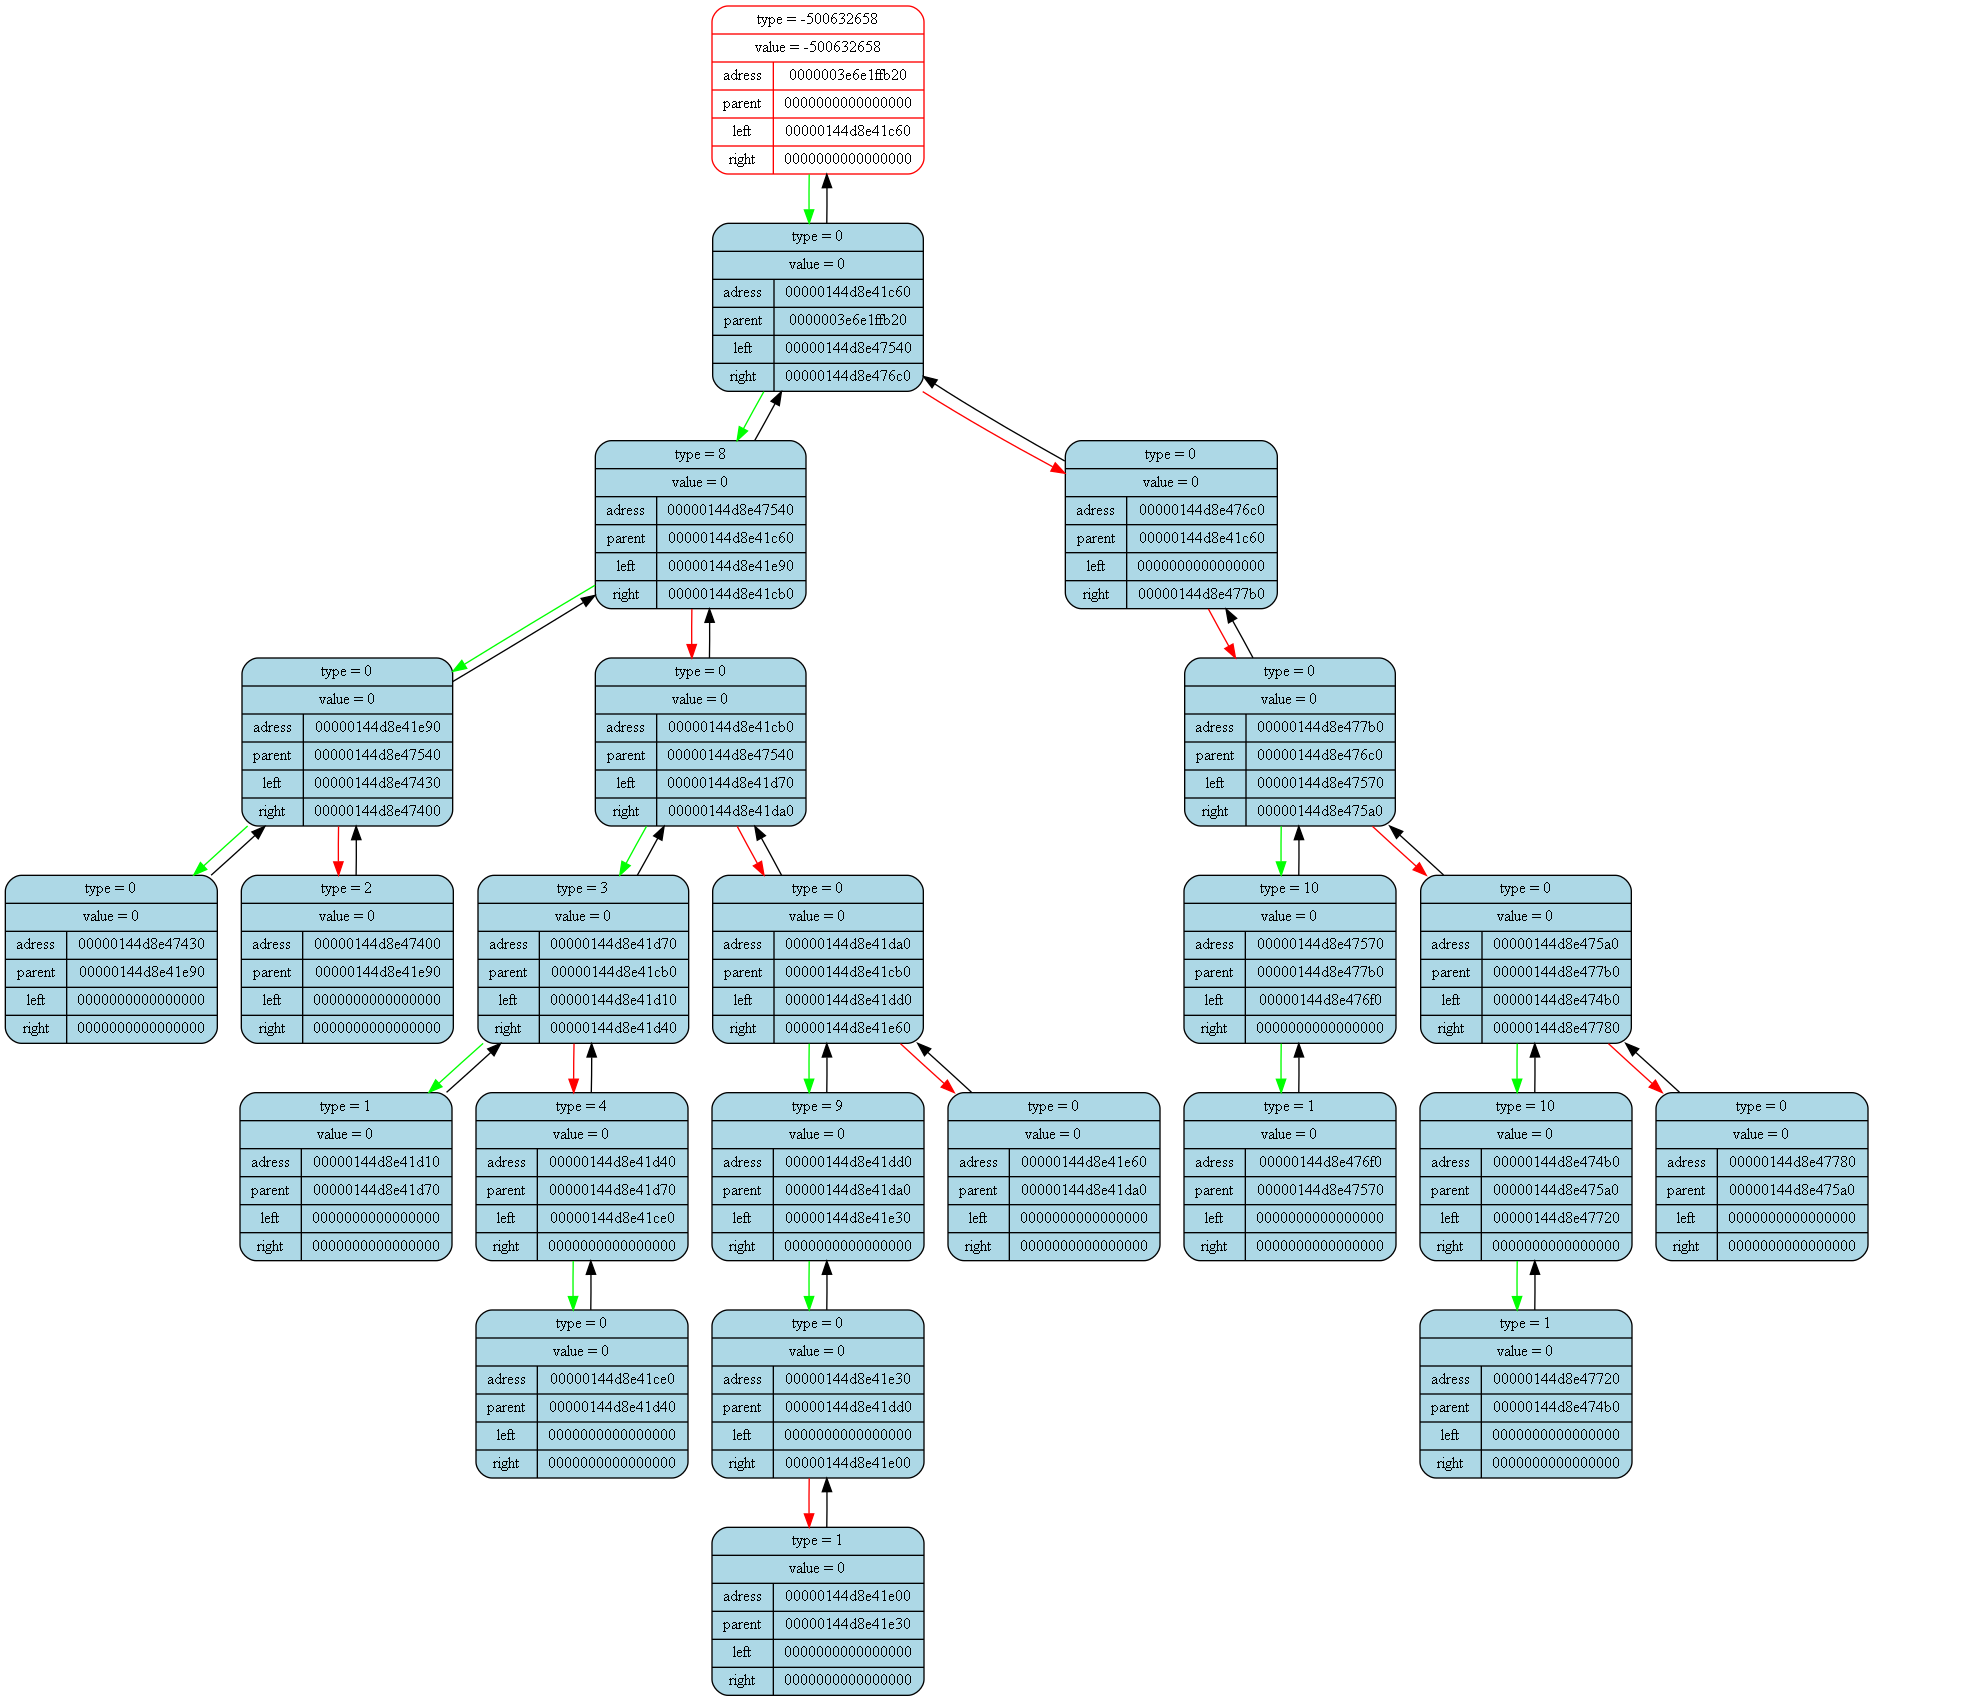 type = -500632658
value = -500632658
adress 0000003e6e1ffb20
parent 0000000000000000
left 00000144d8e41c60
right 0000000000000000
type = 0
value = 0
adress 00000144d8e41c60
parent 0000003e6e1ffb20
left 00000144d8e47540
right 00000144d8e476c0
type = 8
value = 0
adress 00000144d8e47540
parent 00000144d8e41c60
left 00000144d8e41e90
right 00000144d8e41cb0
type = 0
value = 0
adress 00000144d8e476c0
parent 00000144d8e41c60
left 0000000000000000
right 00000144d8e477b0
type = 0
value = 0
adress 00000144d8e41e90
parent 00000144d8e47540
left 00000144d8e47430
right 00000144d8e47400
type = 0
value = 0
adress 00000144d8e41cb0
parent 00000144d8e47540
left 00000144d8e41d70
right 00000144d8e41da0
type = 0
value = 0
adress 00000144d8e477b0
parent 00000144d8e476c0
left 00000144d8e47570
right 00000144d8e475a0
type = 0
value = 0
adress 00000144d8e47430
parent 00000144d8e41e90
left 0000000000000000
right 0000000000000000
type = 2
value = 0
adress 00000144d8e47400
parent 00000144d8e41e90
left 0000000000000000
right 0000000000000000
type = 3
value = 0
adress 00000144d8e41d70
parent 00000144d8e41cb0
left 00000144d8e41d10
right 00000144d8e41d40
type = 0
value = 0
adress 00000144d8e41da0
parent 00000144d8e41cb0
left 00000144d8e41dd0
right 00000144d8e41e60
type = 10
value = 0
adress 00000144d8e47570
parent 00000144d8e477b0
left 00000144d8e476f0
right 0000000000000000
type = 0
value = 0
adress 00000144d8e475a0
parent 00000144d8e477b0
left 00000144d8e474b0
right 00000144d8e47780
type = 1
value = 0
adress 00000144d8e41d10
parent 00000144d8e41d70
left 0000000000000000
right 0000000000000000
type = 4
value = 0
adress 00000144d8e41d40
parent 00000144d8e41d70
left 00000144d8e41ce0
right 0000000000000000
type = 9
value = 0
adress 00000144d8e41dd0
parent 00000144d8e41da0
left 00000144d8e41e30
right 0000000000000000
type = 0
value = 0
adress 00000144d8e41e60
parent 00000144d8e41da0
left 0000000000000000
right 0000000000000000
type = 1
value = 0
adress 00000144d8e476f0
parent 00000144d8e47570
left 0000000000000000
right 0000000000000000
type = 10
value = 0
adress 00000144d8e474b0
parent 00000144d8e475a0
left 00000144d8e47720
right 0000000000000000
type = 0
value = 0
adress 00000144d8e47780
parent 00000144d8e475a0
left 0000000000000000
right 0000000000000000
type = 0
value = 0
adress 00000144d8e41ce0
parent 00000144d8e41d40
left 0000000000000000
right 0000000000000000
type = 0
value = 0
adress 00000144d8e41e30
parent 00000144d8e41dd0
left 0000000000000000
right 00000144d8e41e00
type = 1
value = 0
adress 00000144d8e47720
parent 00000144d8e474b0
left 0000000000000000
right 0000000000000000
type = 1
value = 0
adress 00000144d8e41e00
parent 00000144d8e41e30
left 0000000000000000
right 0000000000000000